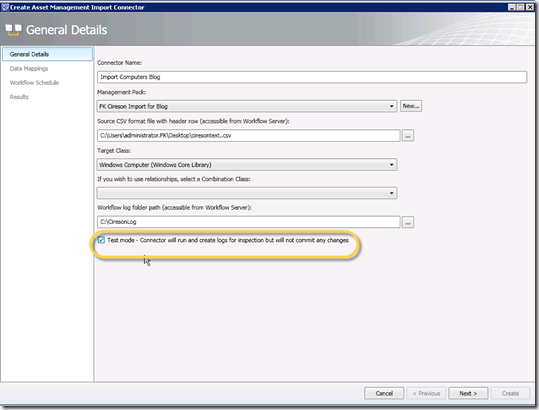 Create Asset Management Import Connector
General Details
General Details
Data Mappings
Workflow Schedule
Results
Connector Name:
Import Computers Blog
Management Pack:
FK Cireson Import for Blog
New...
Source CSV format file with header row (accessible from Workflow Server):
C:\Users\administrator.FK\Desktop\ciresontext..csv
...
Target Class:
Windows Computer (Windows Core Library)
If you wish to use relationships, select a Combination Class:
Workflow log folder path (accessible from Workflow Server):
C:\CiresonLog
...
Test mode - Connector will run and create logs for inspection but will not commit any changes
Cancel
< Previous
Next >
Create